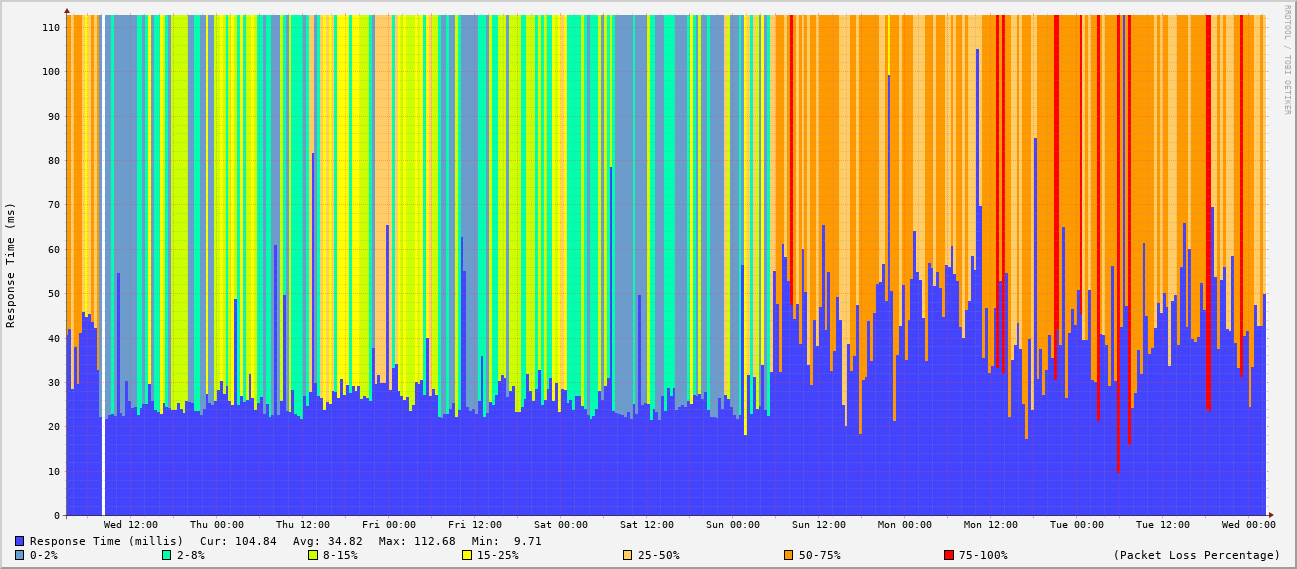 RRDTOOL / TOBI OETIKER
Response Time (ms)
110
100
90
80
70
60
50
40
30
20
10
0
Wed 12:00 Thu 00:00 Thu 12:00 Fri 00:00 Fri 12:00 Sat 00:00 Sat 12:00 Sun 00:00 Sun 12:00 Mon 00:00 Mon 12:00 Tue 00:00 Tue 12:00 Wed 00:00
Response Time (millis) Cur: 104.84 Avg: 34.82 Max: 112.68 Min: 9.71
0-2% 2-8% 8-15% 15-25% 25-50% 50-75% 75-100% (Packet Loss Percentage)